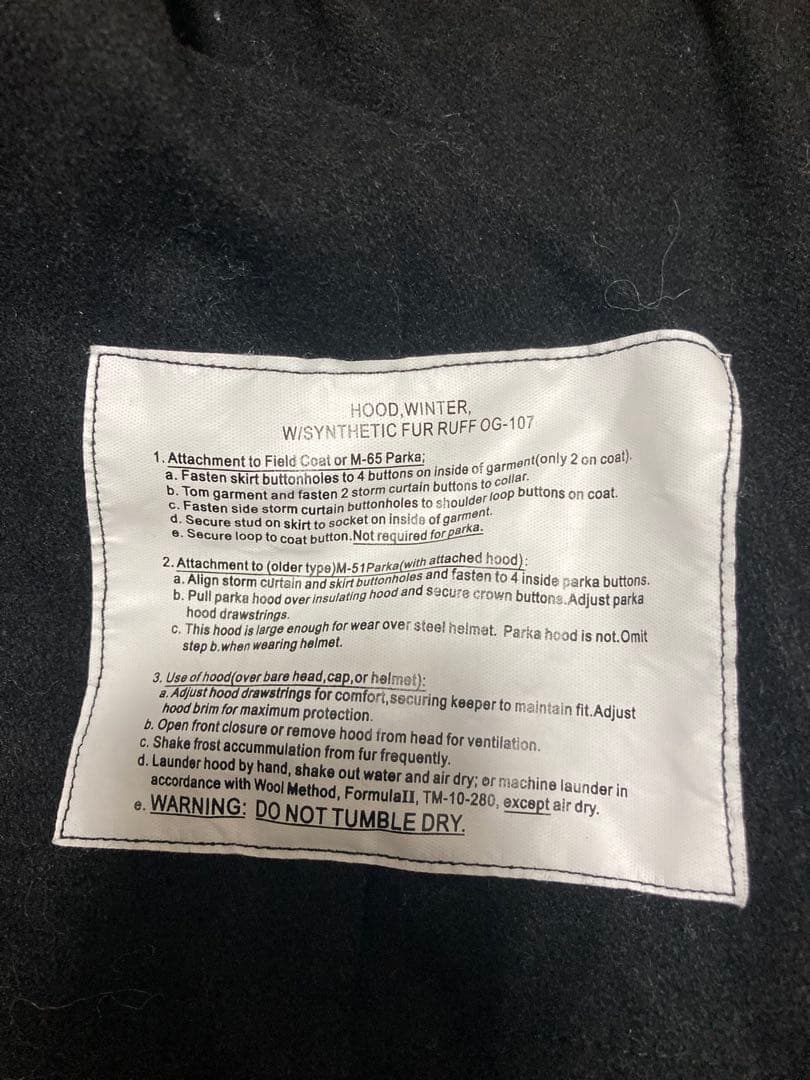 HOOD,WINTER,
W/SYNTHETIC FUR RUFF OG-107
1. Attachment to Field Coat or M-65 Parka;
a. Fasten skirt buttonholes to 4 buttons on inside of garment(only 2 on coat).
b. Tom garment and fasten 2 storm curtain buttons to collar.
c. Fasten side storm curtain buttonholes to shoulder loop buttons on coat.
d. Secure stud on skirt to socket on inside of garment.
e. Secure loop to coat button.Not required for parka.
2. Attachment to (older type)M-51Parka(with attached hood):
a. Align storm curtain and skirt buttonholes and fasten to 4 inside parka buttons.
b. Pull parka hood over insulating hood and secure crown buttons.Adjust parka
hood drawstrings.
c. This hood is large enough for wear over steel helmet. Parka hood is not.Omit
step b.when wearing helmet.
3. Use of hood(over bare head,cap,or helmet):
a. Adjust hood drawstrings for comfort,securing keeper to maintain fit.Adjust
hood brim for maximum protection.
b. Open front closure or remove hood from head for ventilation.
c. Shake frost accummulation from fur frequently.
d. Launder hood by hand, shake out water and air dry; or machine launder in
accordance with Wool Method, FormulaII, TM-10-280, except air dry.
e. WARNING: DO NOT TUMBLE DRY.